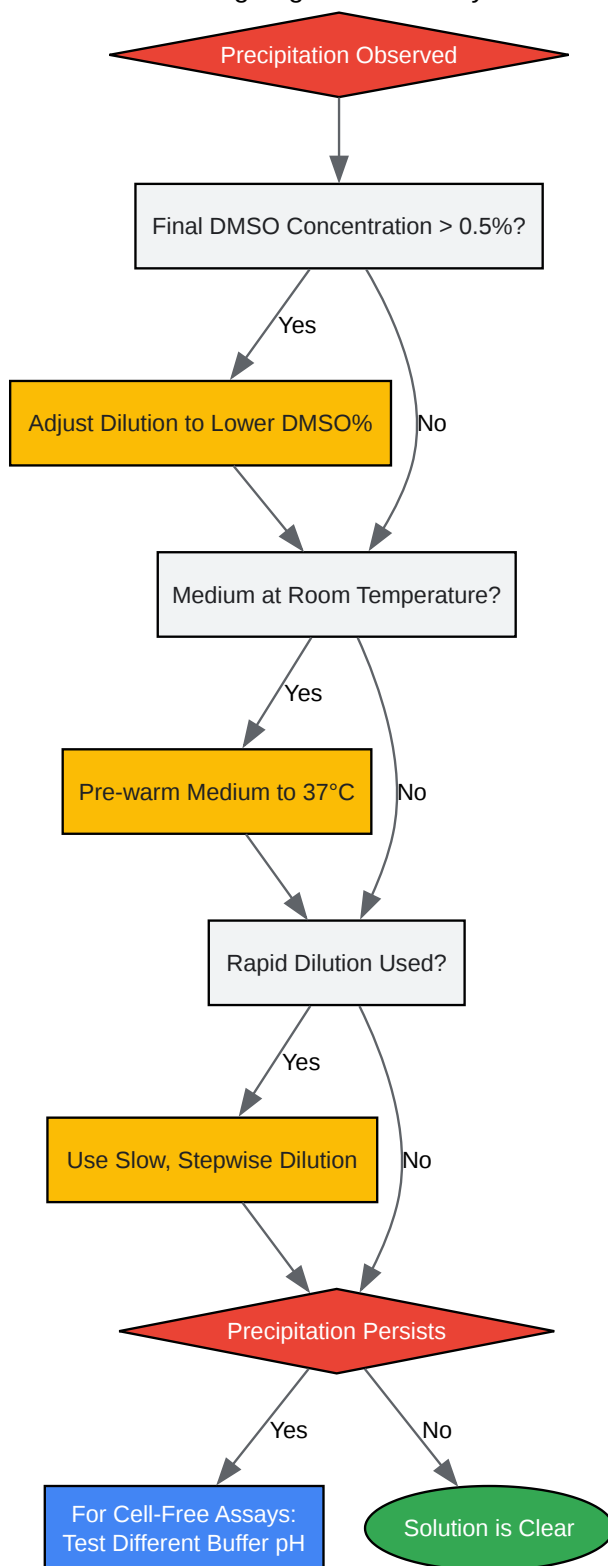 Precipitation Observed
Final DMSO Concentration > 0.5%?
Yes
Adjust Dilution to Lower DMSO%
No
Medium at Room Temperature?
Yes
Pre-warm Medium to 37°C
No
Rapid Dilution Used?
Yes
Use Slow, Stepwise Dilution
No
Precipitation Persists
Yes
No
For Cell-Free Assays:
Test Different Buffer pH
Solution is Clear